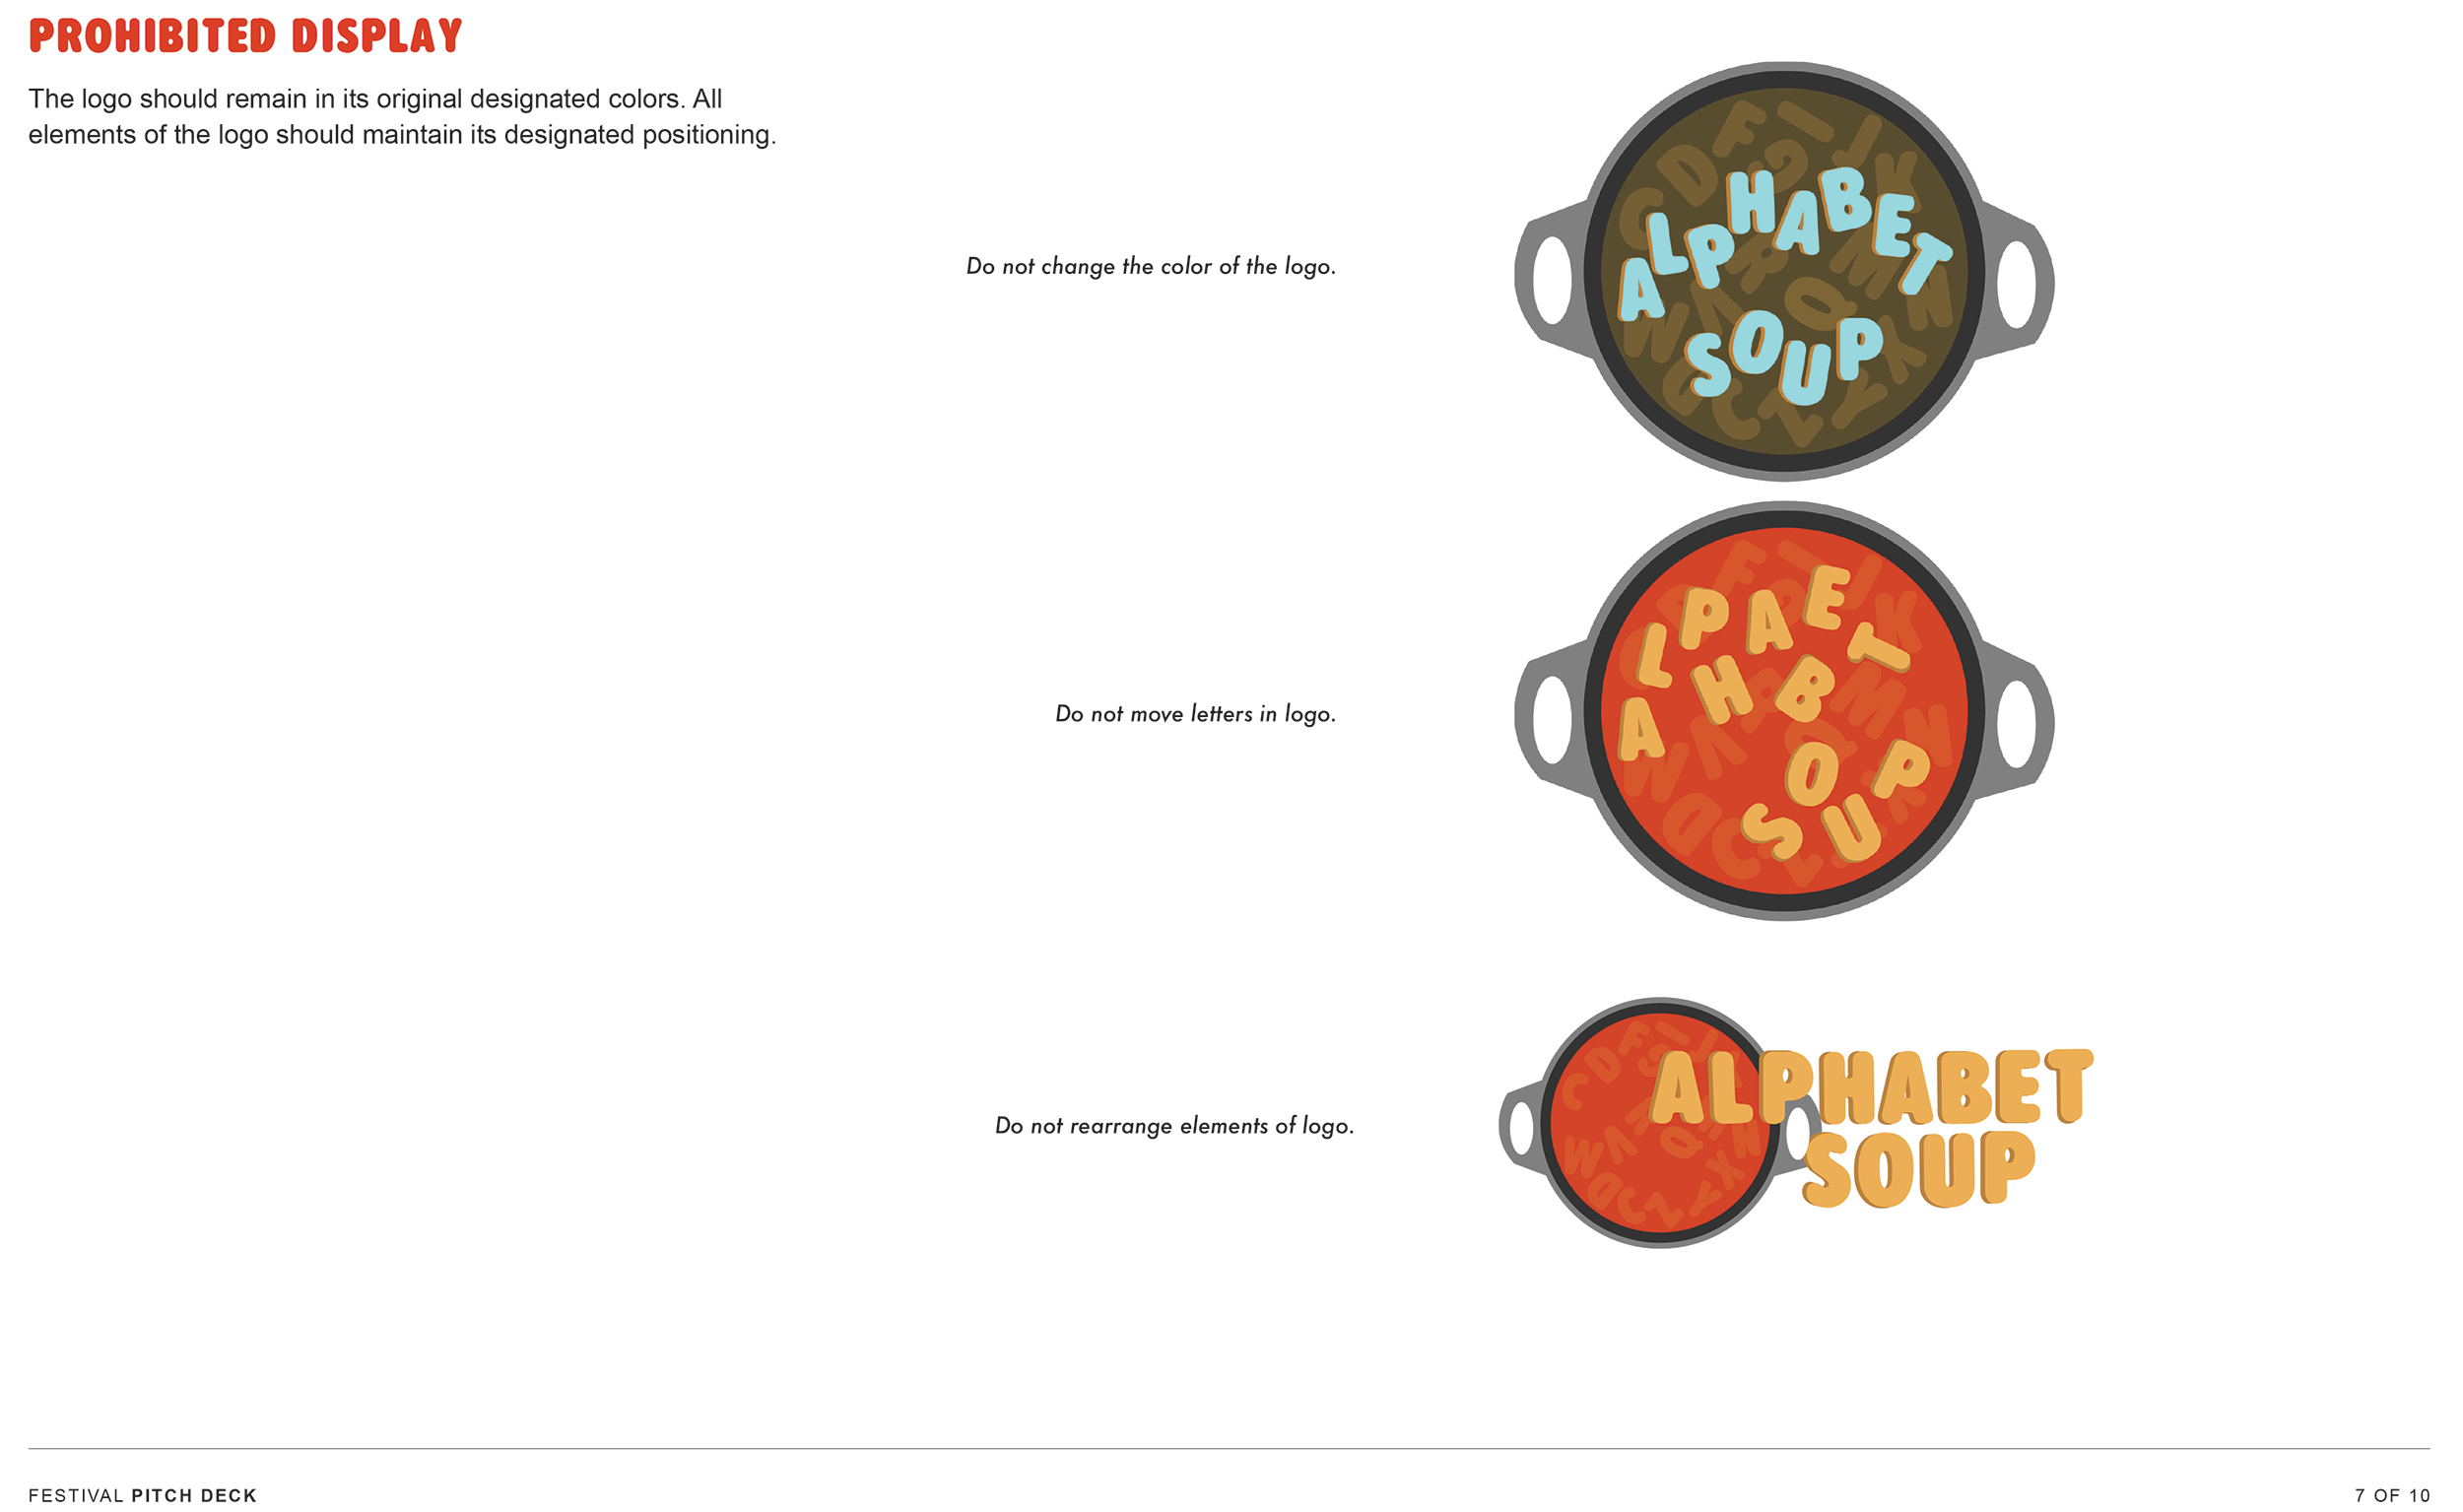 PROHIBITED DISPLAY
The logo should remain in its original designated colors. All
elements of the logo should maintain its designated positioning.
Do not change the color of the logo.
ALPHABET
SOUP
Do not move letters in logo.
ALPHABET
SOUP
Do not rearrange elements of logo.
ALPHABET
SOUP
FESTIVAL PITCH DECK
7 OF 10